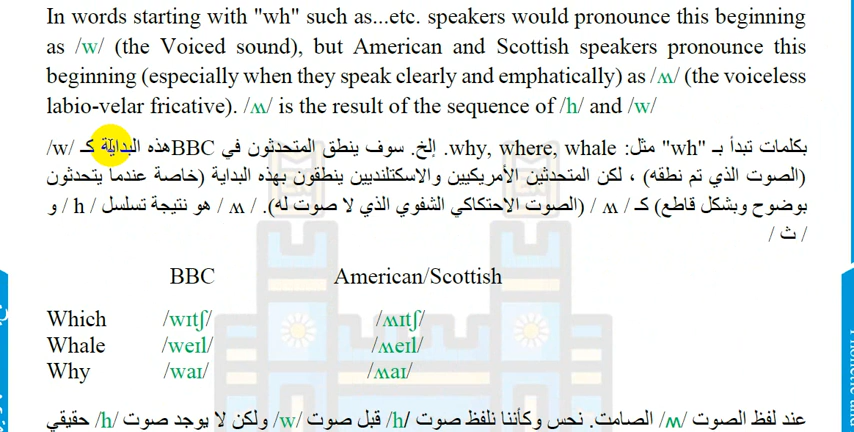 In words starting with "wh" such as...etc. speakers would pronounce this beginning
as /w/ (the Voiced sound), but American and Scottish speakers pronounce this
beginning (especially when they speak clearly and emphatically) as /ʍ/ (the voiceless
labio-velar fricative). /ʍ/ is the result of the sequence of /h/ and /w/
بكلمات تبدأ بـ "wh" مثل: why, where, whale. إلخ. سوف ينطق المتحدثون في BBC هذه البداية كـ /w/
(الصوت الذي تم نطقه) ، لكن المتحدثين الأمريكيين والاسكتلنديين ينطقون بهذه البداية (خاصة عندما يتحدثون
بوضوح وبشكل قاطع) كـ / ʍ / (الصوت الاحتكاكي الشفوي الذي لا صوت له). / ʍ / هو نتيجة تسلسل / h / و
/ ث /
BBC American/Scottish
Which /wɪtʃ/ /ʍɪtʃ/
Whale /weɪl/ /ʍeɪl/
Why /waɪ/ /ʍaɪ/
عند لفظ الصوت /ʍ/ الصامت. نحس وكأننا نلفظ صوت /h/ قبل صوت /w/ ولكن لا يوجد صوت /h/ حقيقي